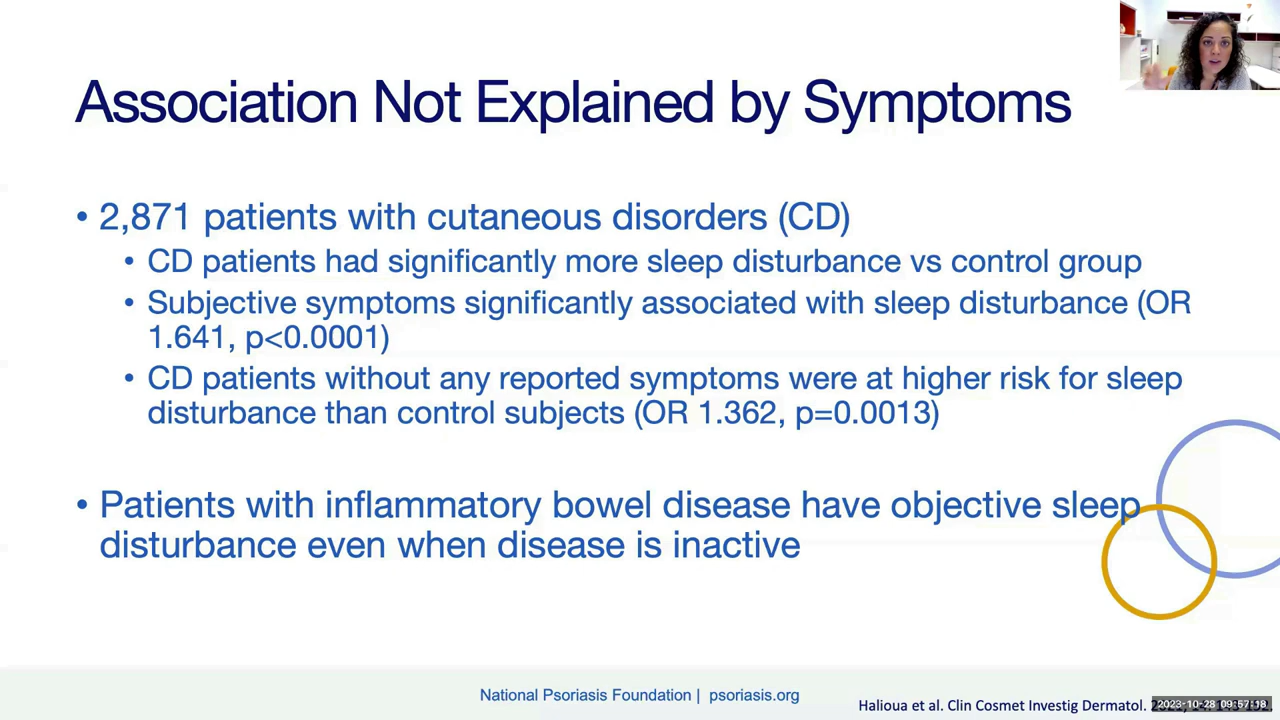 Association Not Explained by Symptoms
• 2,871 patients with cutaneous disorders (CD)
• CD patients had significantly more sleep disturbance vs control group
• Subjective symptoms significantly associated with sleep disturbance (OR
1.641, p<0.0001)
• CD patients without any reported symptoms were at higher risk for sleep
disturbance than control subjects (OR 1.362, p=0.0013)
• Patients with inflammatory bowel disease have objective sleep
disturbance even when disease is inactive
National Psoriasis Foundation | psoriasis.org
Halioua et al. Clin Cosmet Investig Dermatol.
2023-10-28 09:57:18